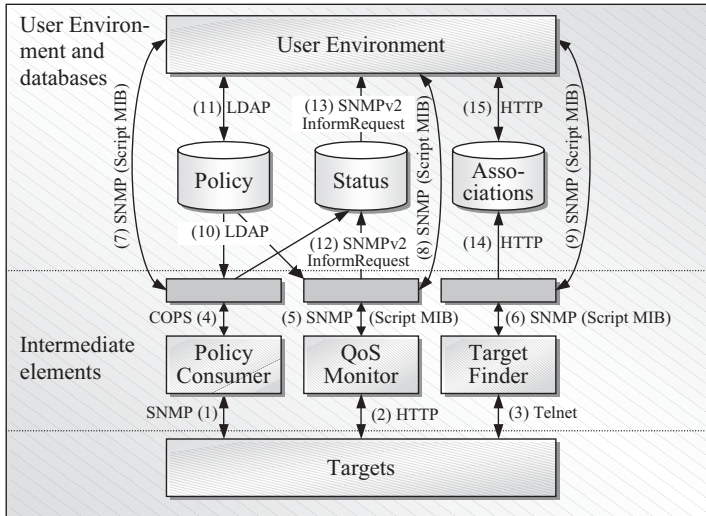 User Environ-
ment and
databases
User Environment
(11) LDAP
(13) SNMPv2
InformRequest
(15) HTTP
(7) SNMP (Script MIB)
Policy
Status
(8) SNMP (Script MIB)
Asso-
ciations
(9) SNMP (Script MIB)
(10) LDAP
(12) SNMPv2
InformRequest
(14) HTTP
COPS (4)
(5) SNMP (Script MIB)
(6) SNMP (Script MIB)
Intermediate
elements
Policy
Consumer
QoS
Monitor
Target
Finder
SNMP (1)
(2) HTTP
(3) Telnet
Targets